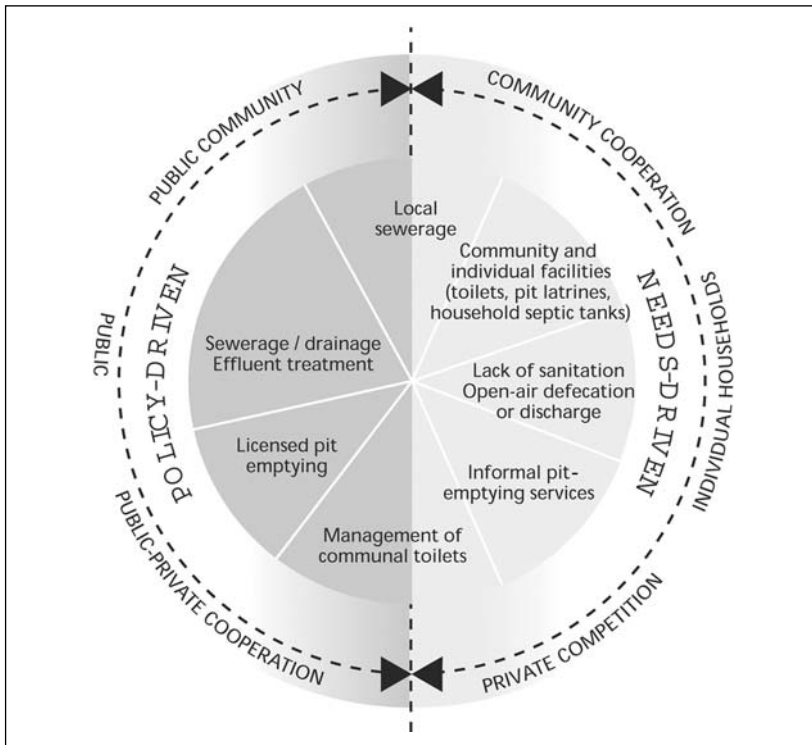 PUBLIC COMMUNITY
COMMUNITY COOPERATION
Local
sewerage
Community and
individual facilities
(toilets, pit latrines,
household septic tanks)
POLICY-DRIVEN
NEEDS-DRIVEN
PUBLIC
INDIVIDUAL HOUSEHOLDS
Sewerage / drainage
Effluent treatment
Lack of sanitation
Open-air defecation
or discharge
Licensed pit
emptying
Informal pit-
emptying services
Management of
communal toilets
PUBLIC-PRIVATE COOPERATION
PRIVATE COMPETITION